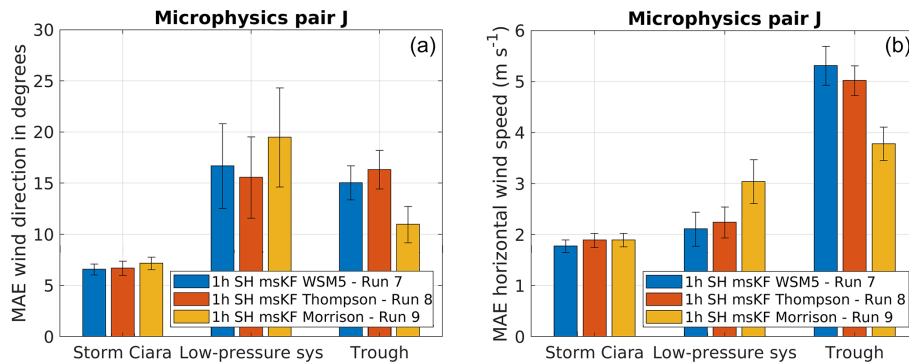 Microphysics pair J
(a)
MAE wind direction in degrees
30
25
20
15
10
5
0
1h SH msKF WSM5 - Run 7
1h SH msKF Thompson - Run 8
1h SH msKF Morrison - Run 9
Storm Ciara
Low-pressure sys
Trough
Microphysics pair J
(b)
MAE horizontal wind speed (m s⁻¹)
6
5
4
3
2
1
0
1h SH msKF WSM5 - Run 7
1h SH msKF Thompson - Run 8
1h SH msKF Morrison - Run 9
Storm Ciara
Low-pressure sys
Trough